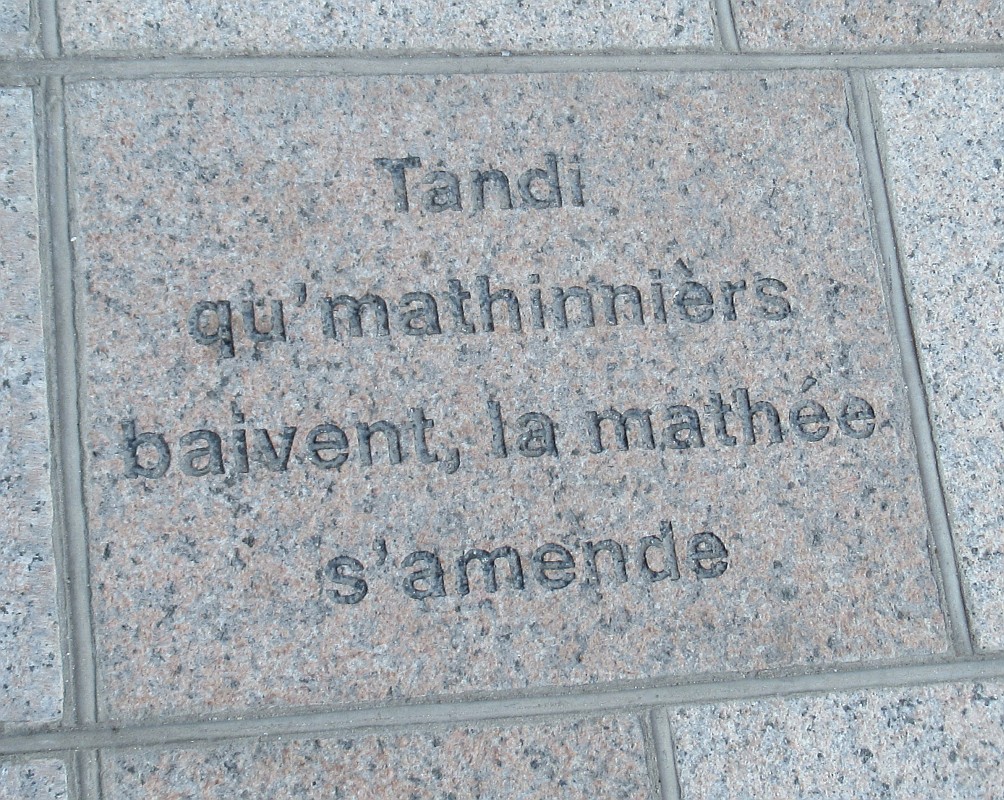 Tandi
qu'mathinnièrs
baivent, la mathée
s'amende